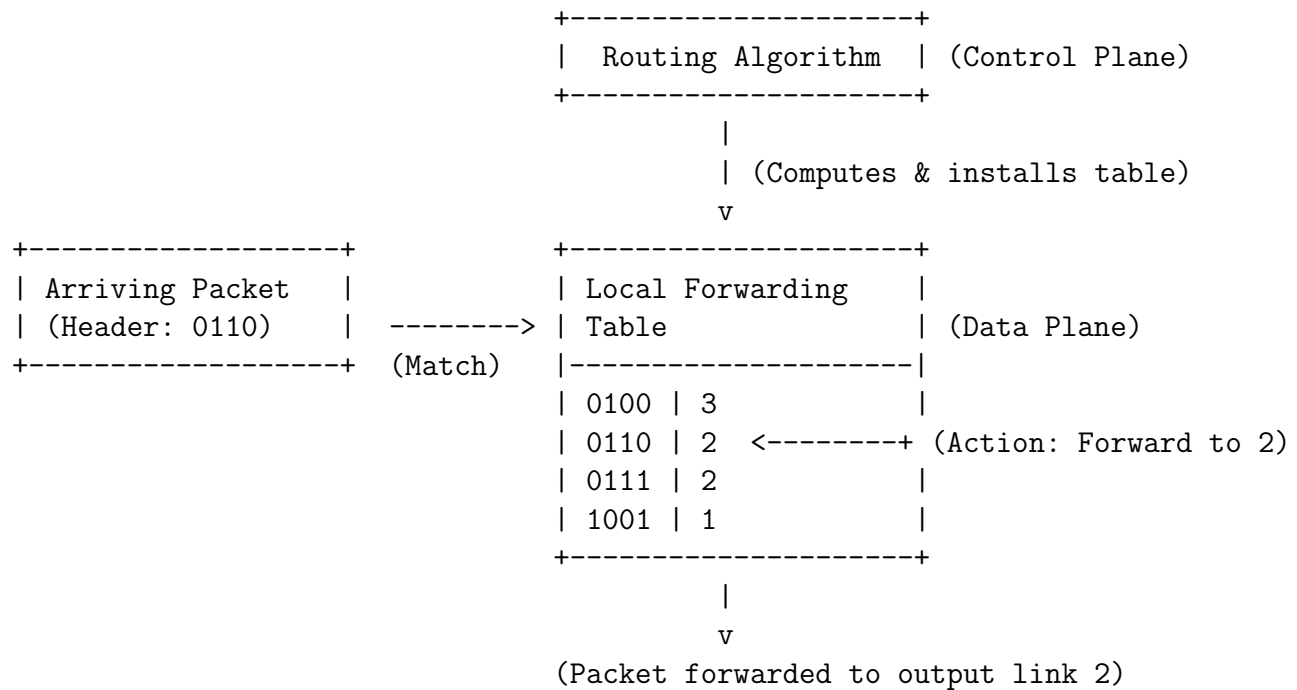 +---------------------+
|  Routing Algorithm  | (Control Plane)
+---------------------+
|
| (Computes & installs table)
v
+-------------------+            +---------------------+
| Arriving Packet   |            | Local Forwarding    |
| (Header: 0110)    |  --------> | Table               | (Data Plane)
+-------------------+  (Match)   |---------------------|
| 0100 | 3            |
| 0110 | 2  <--------+ (Action: Forward to 2)
| 0111 | 2            |
| 1001 | 1            |
+---------------------+
|
v
(Packet forwarded to output link 2)